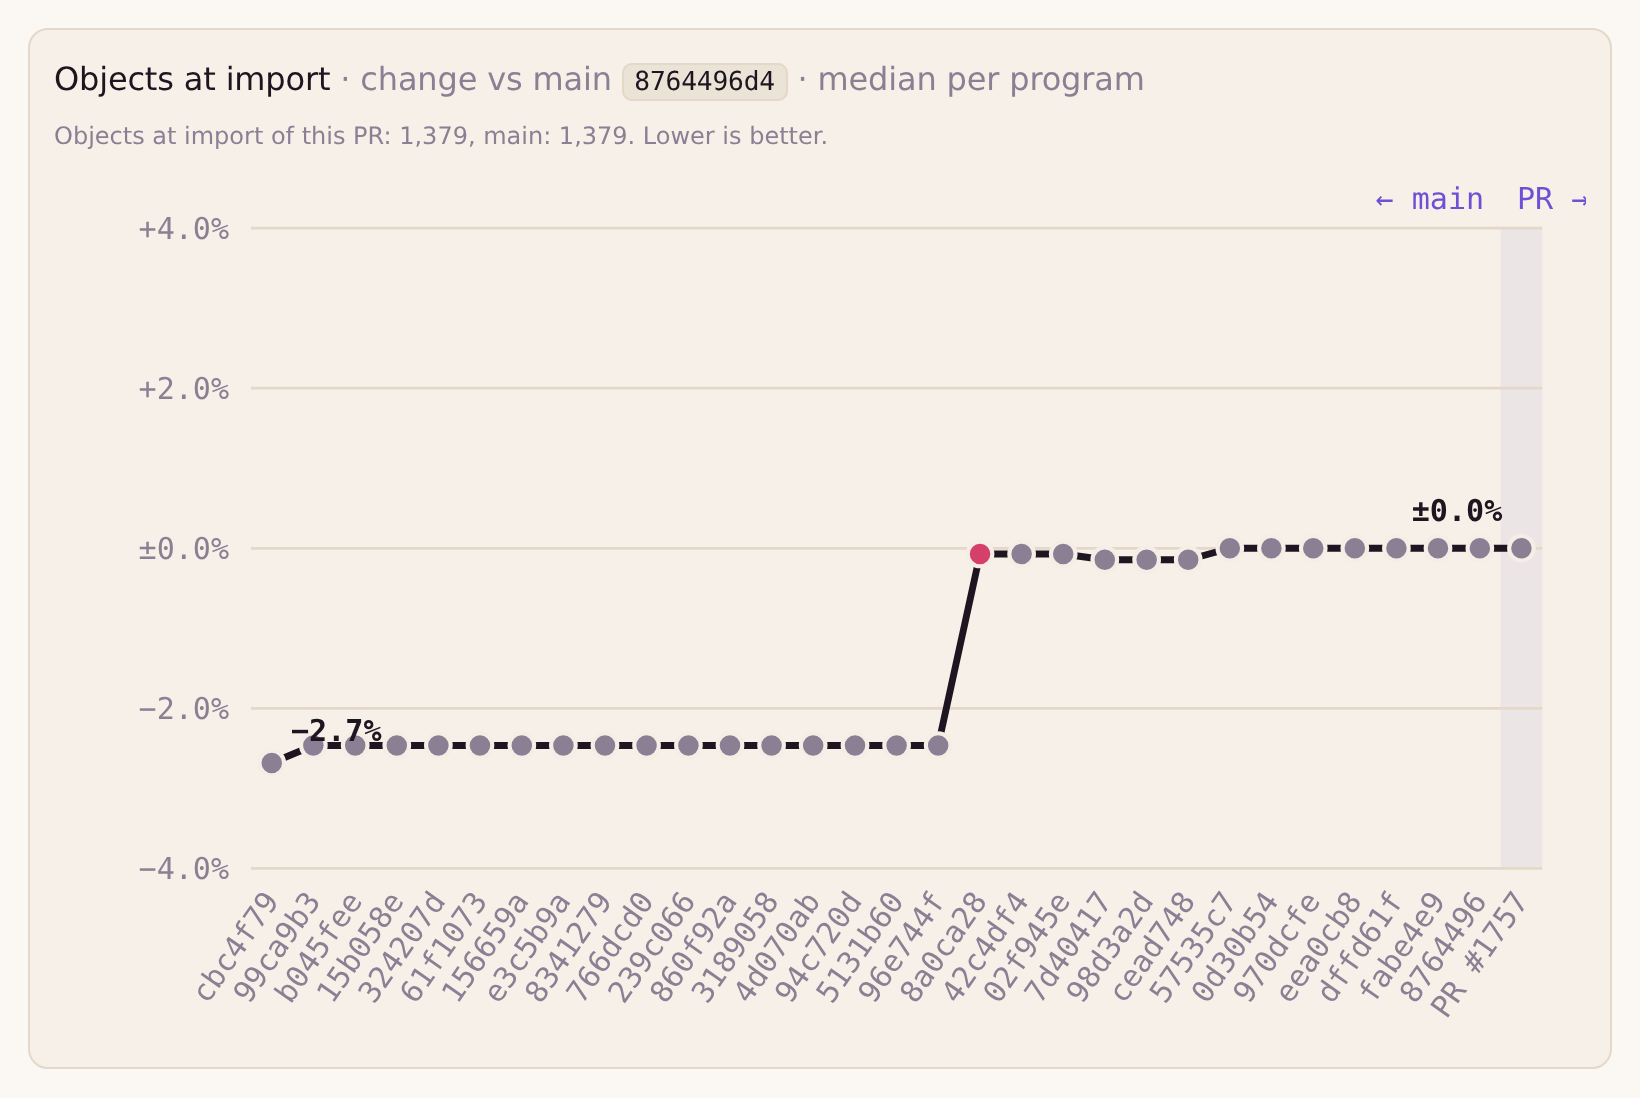 Objects at import · change vs main 8764496d4 · median per program
Objects at import of this PR: 1,379, main: 1,379. Lower is better.
← main PR →
+4.0%
+2.0%
±0.0%
−2.0%
−4.0%
−2.7%
±0.0%
cbc4f79
99ca9b3
b045fee
15b058e
324207d
61f1073
156659a
e3c5b9a
8341279
766dcd0
239c066
860f92a
3189058
4d070ab
94c720d
5131b60
96e744f
8a0ca28
42c4df4
02f945e
7d40417
98d3a2d
cead748
57535c7
0d30b54
970dcfe
eea0cb8
dffd61f
fabe4e9
8764496
PR #1757